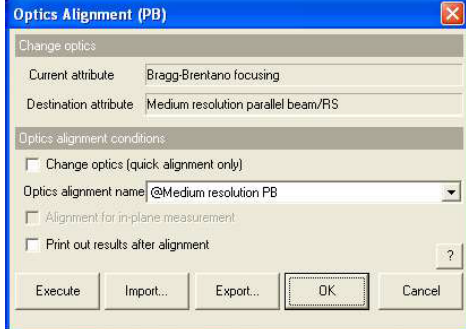 Optics Alignment (PB)
Change optics
Current attribute Bragg-Brentano focusing
Destination attribute Medium resolution parallel beam/RS
Optics alignment conditions
Change optics (quick alignment only)
Optics alignment name @Medium resolution PB
Alignment for in-plane measurement
Print out results after alignment
?
Execute Import... Export... OK Cancel